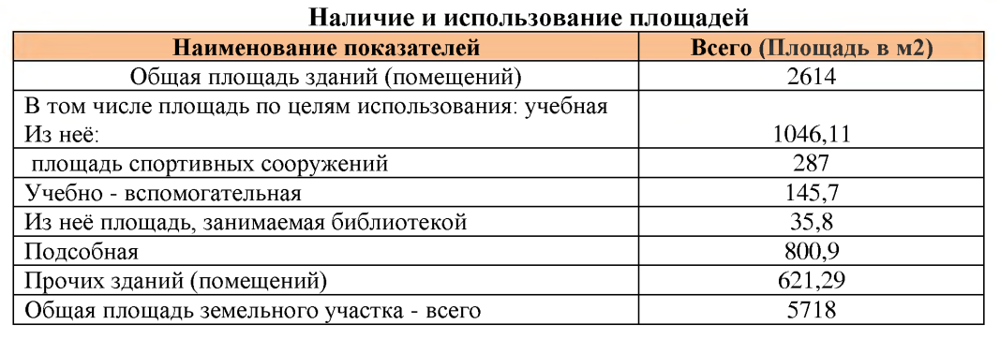 Наличие и использование площадей
Наименование показателей Всего (Площадь в м2)
Общая площадь зданий (помещений) 2614
В том числе площадь по целям использования: учебная
Из неё: 1046,11
площадь спортивных сооружений 287
Учебно - вспомогательная 145,7
Из неё площадь, занимаемая библиотекой 35,8
Подсобная 800,9
Прочих зданий (помещений) 621,29
Общая площадь земельного участка - всего 5718